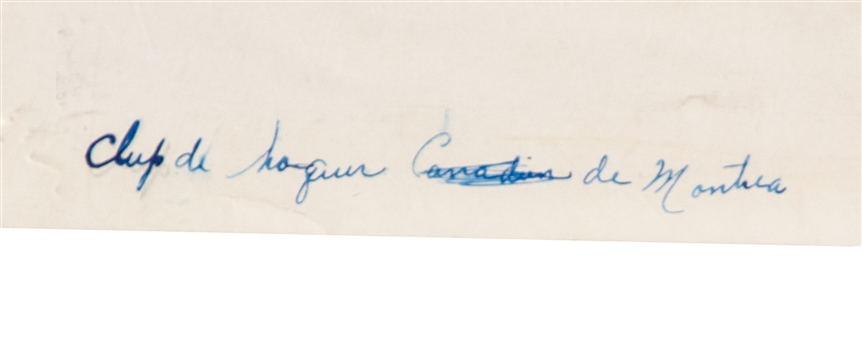 Club de hoquer Canadien de Montrea